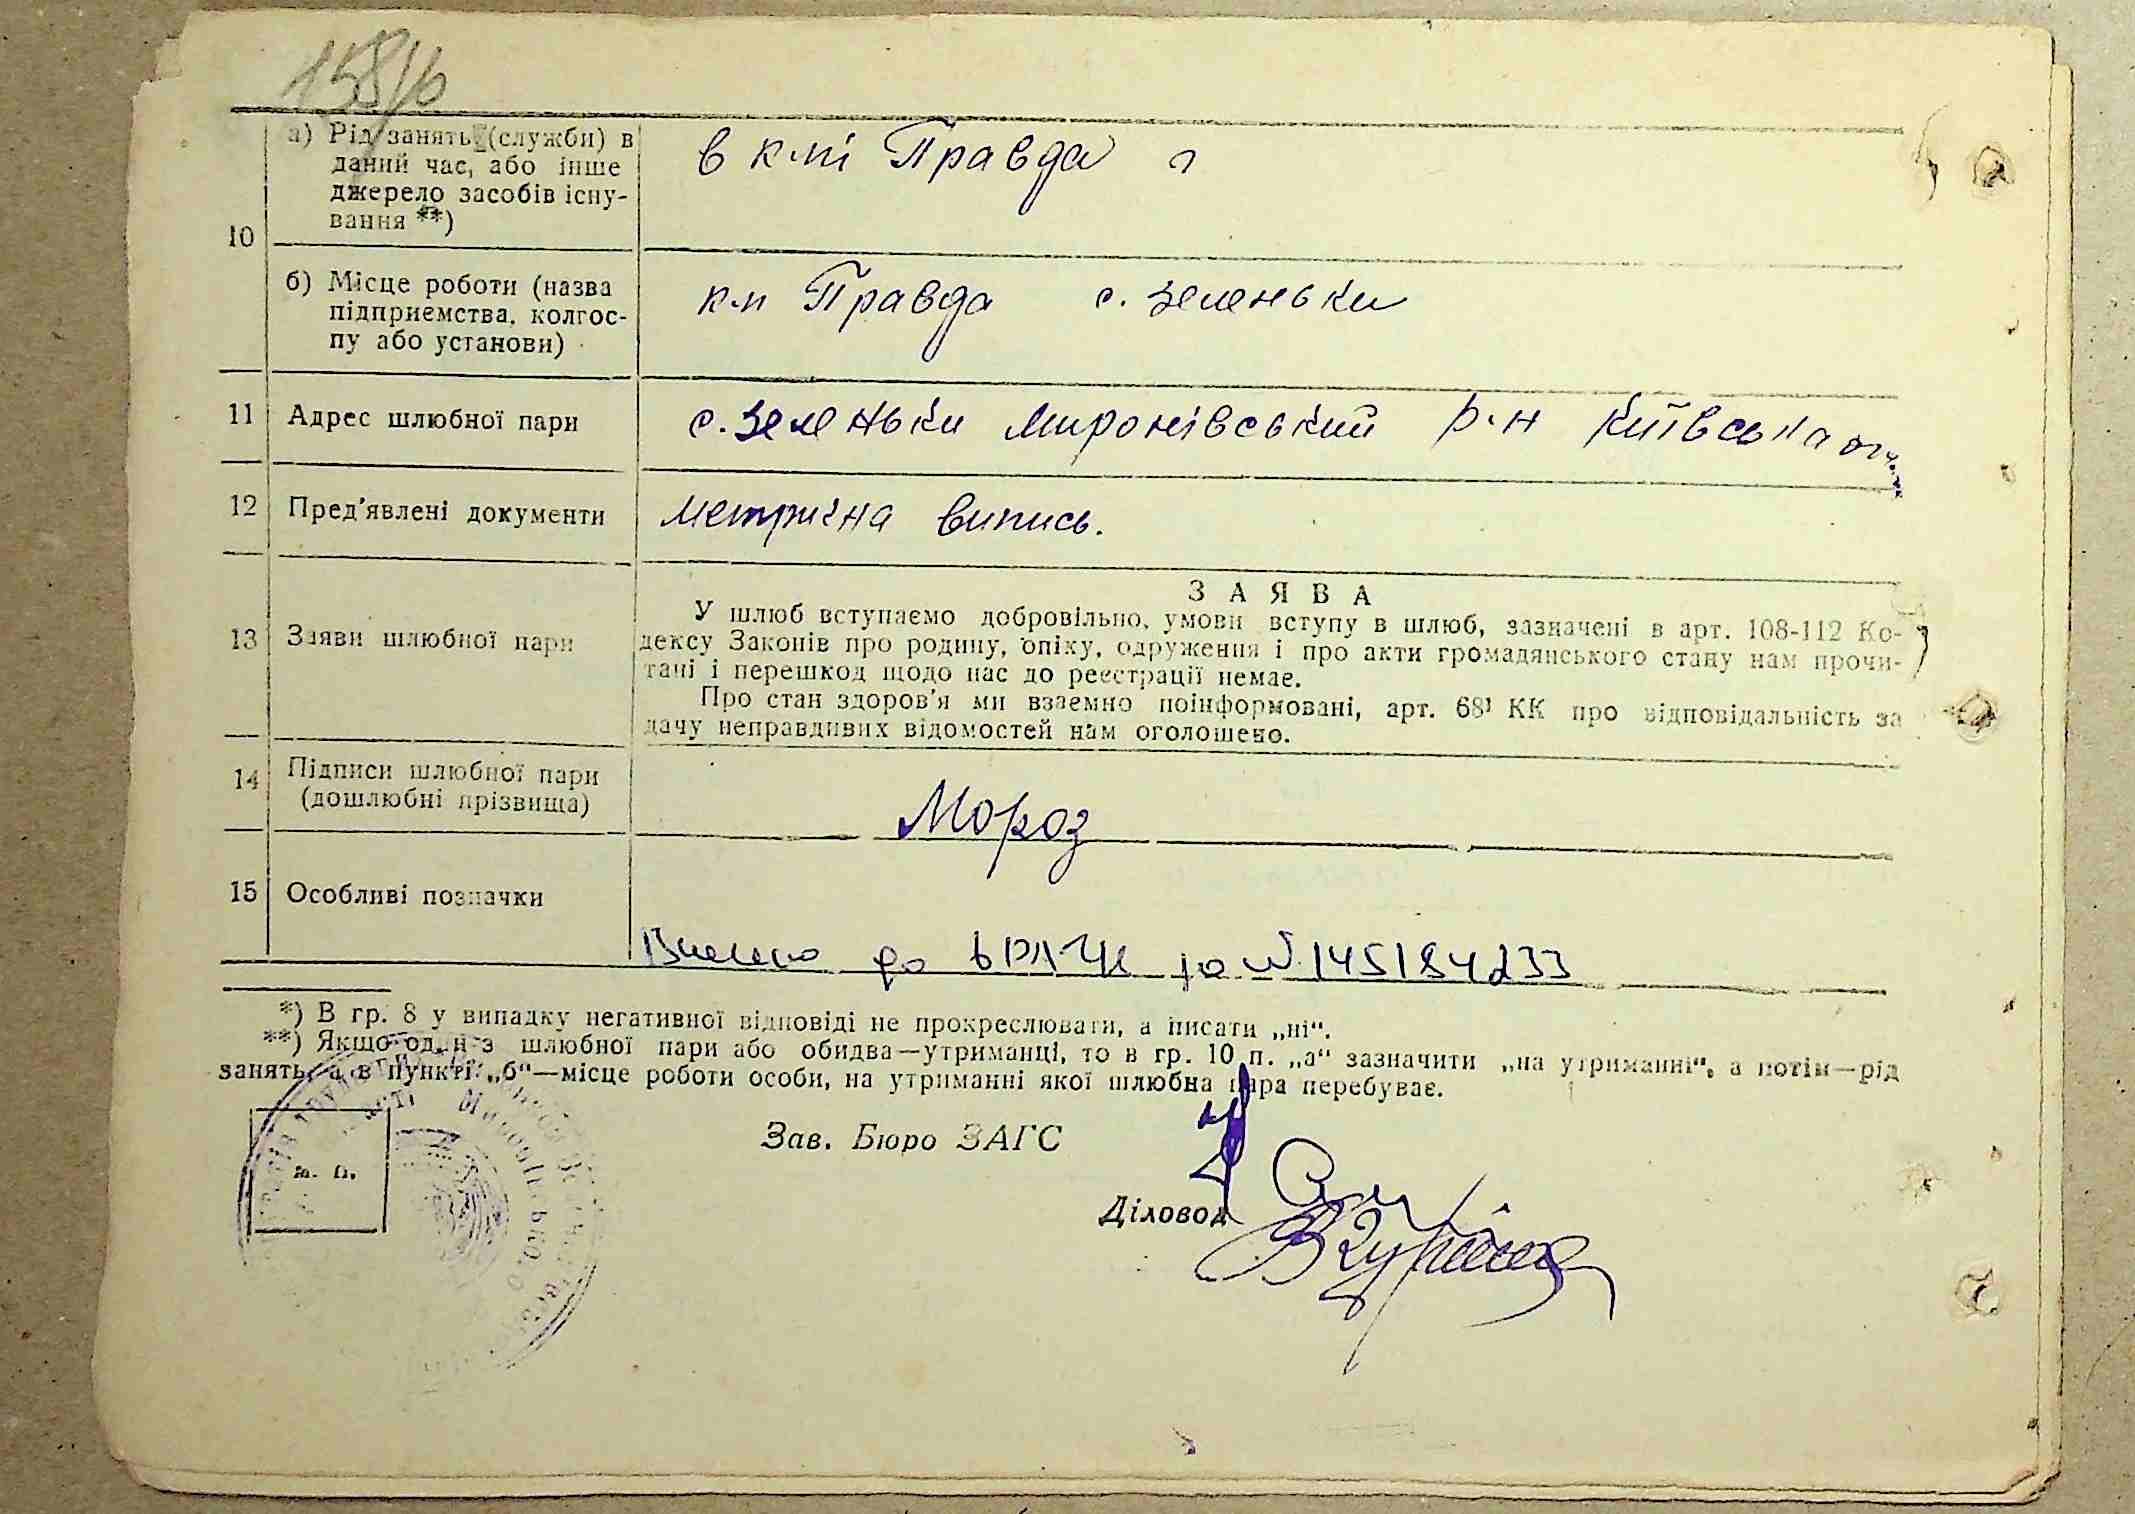 158/6
а) Рід занять (служби) в
даний час, або інше
джерело засобів існу-
вання **)
в к-пі Правда
10
б) Місце роботи (назва
підприємства, колгос-
пу або установи)
к-п Правда с. Зеленьки
11 Адрес шлюбної пари
с. Зеленьки Миронівський р-н Київська
12 Пред'явлені документи
метрична випись.
13 Заяви шлюбної пари
ЗАЯВА
У шлюб вступаємо добровільно, умови вступу в шлюб, зазначені в арт. 108-112 Ко-
дексу Законів про родину, опіку, одруження і про акти громадянського стану нам прочи-
тані і перешкод щодо нас до реєстрації немає.
Про стан здоров'я ми взаємно поінформовані, арт. 68¹ КК про відповідальність за
дачу неправдивих відомостей нам оголошено.
14 Підписи шлюбної пари
(дошлюбні прізвища)
Мороз
15 Особливі позначки
Внесено до за № 145184233
*) В гр. 8 у випадку негативної відповіді не прокреслювати, а писати „ні“.
**) Якщо один з шлюбної пари або обидва—утриманці, то в гр. 10 п. „а“ зазначити „на утриманні“, а потім—рід
занять, а в пункті „б“—місце роботи особи, на утриманні якої шлюбна пара перебуває.
Зав. Бюро ЗАГС
м. п.
Діловод